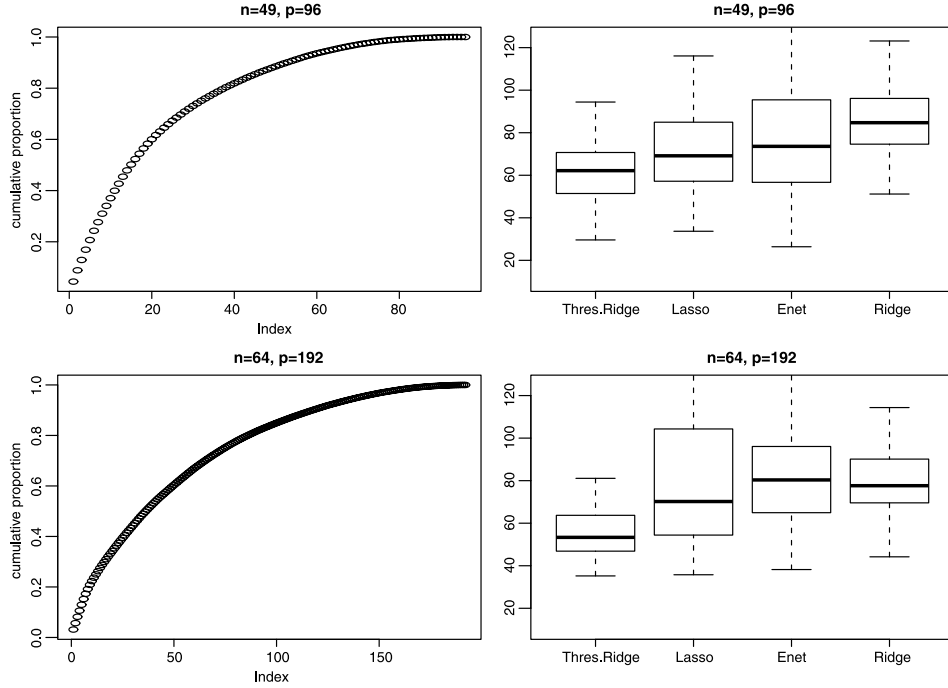 n=49, p=96
n=49, p=96
cumulative proportion
0.2 0.4 0.6 0.8 1.0
0 20 40 60 80
Index
20 40 60 80 100 120
Thres.Ridge Lasso Enet Ridge
n=64, p=192
n=64, p=192
cumulative proportion
0.0 0.2 0.4 0.6 0.8 1.0
0 50 100 150
Index
20 40 60 80 100 120
Thres.Ridge Lasso Enet Ridge